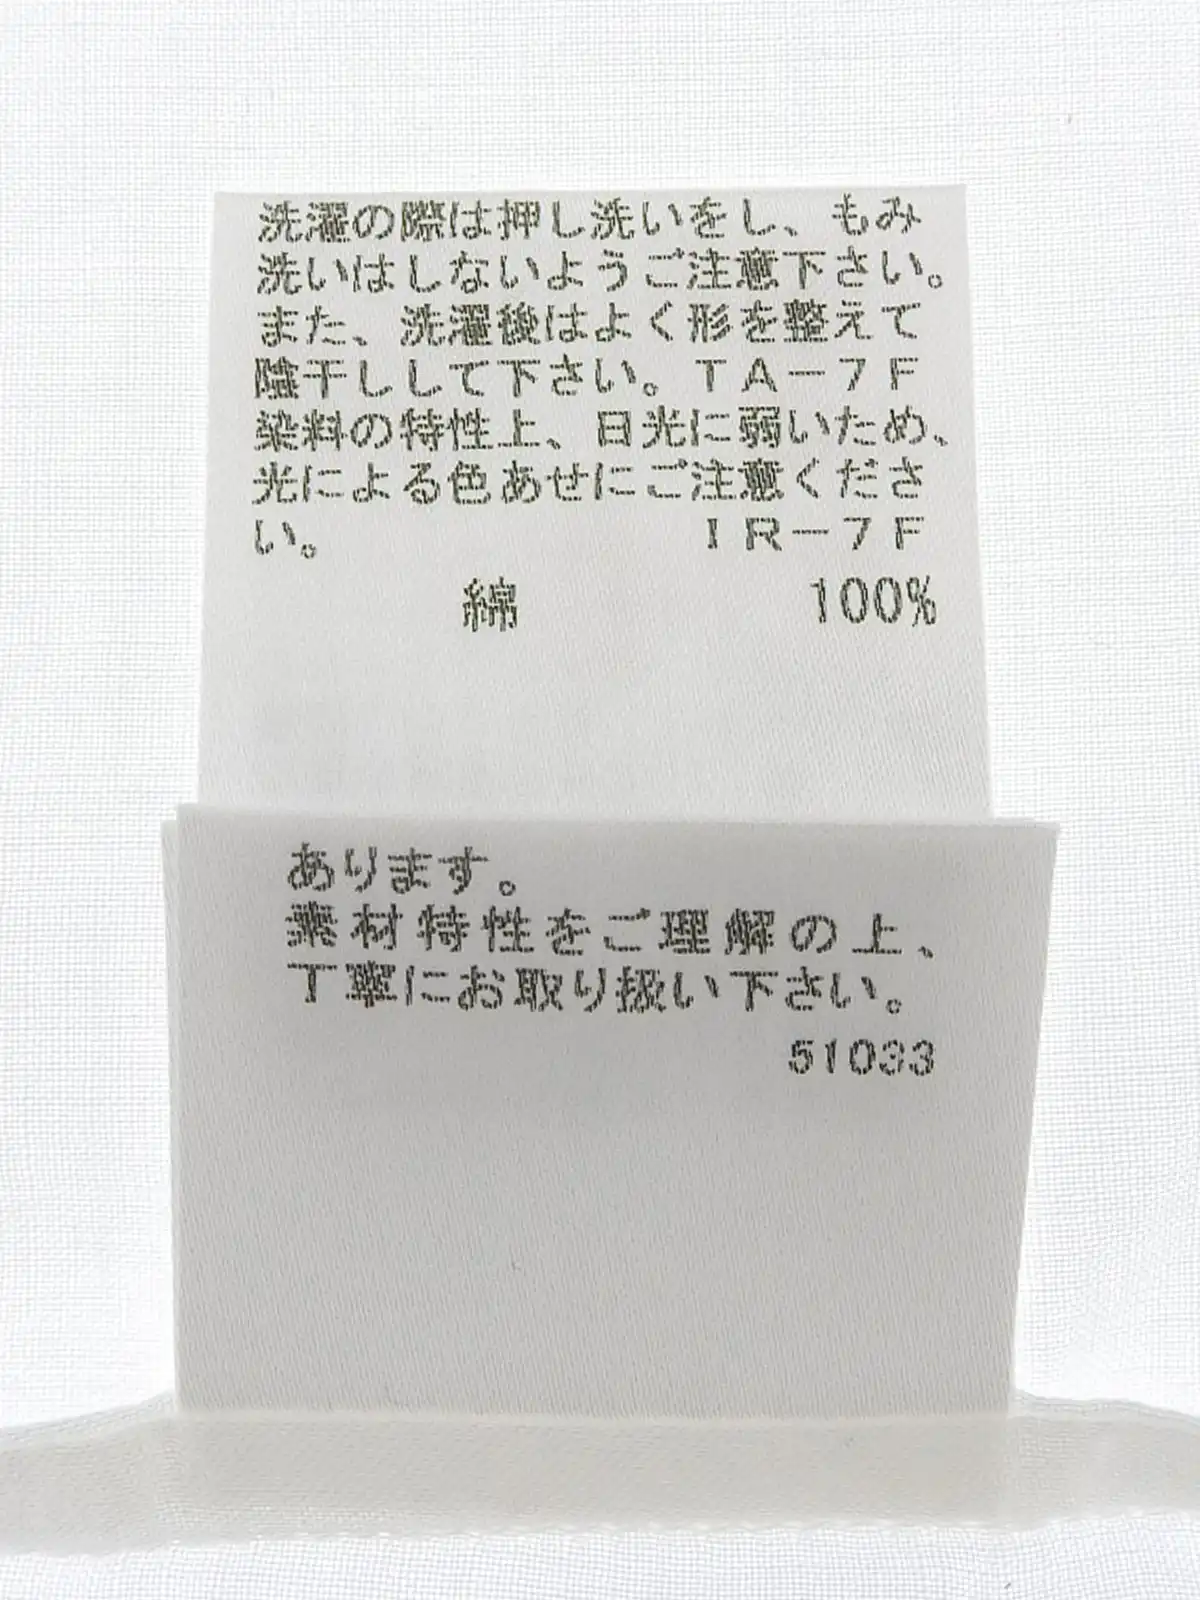 洗濯の際は押し洗いをし、もみ
洗いはしないようご注意下さい。
また、洗濯後はよく形を整えて
陰干しして下さい。TA－7F
染料の特性上、日光に弱いため、
光による色あせにご注意くださ
い。 IR－7F
綿 100%
あります。
素材特性をご理解の上、
丁寧にお取り扱い下さい。
51033